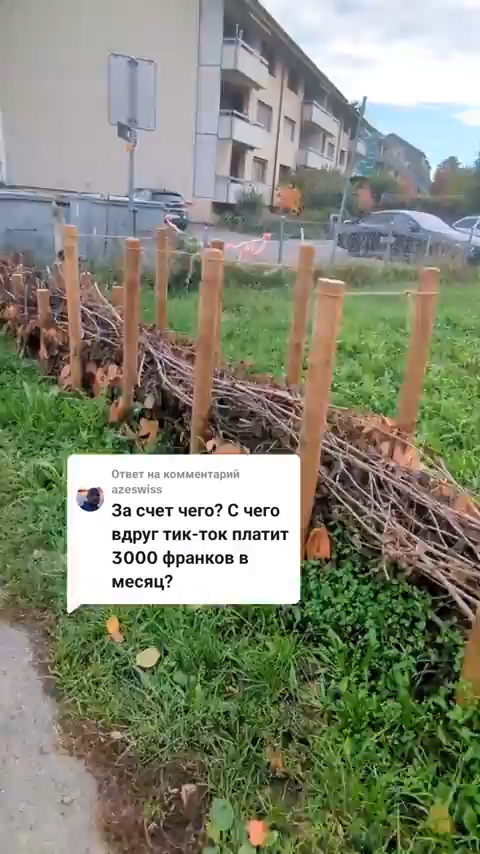 Ответ на комментарий
azeswiss
За счет чего? С чего
вдруг тик-ток платит
3000 франков в
месяц?